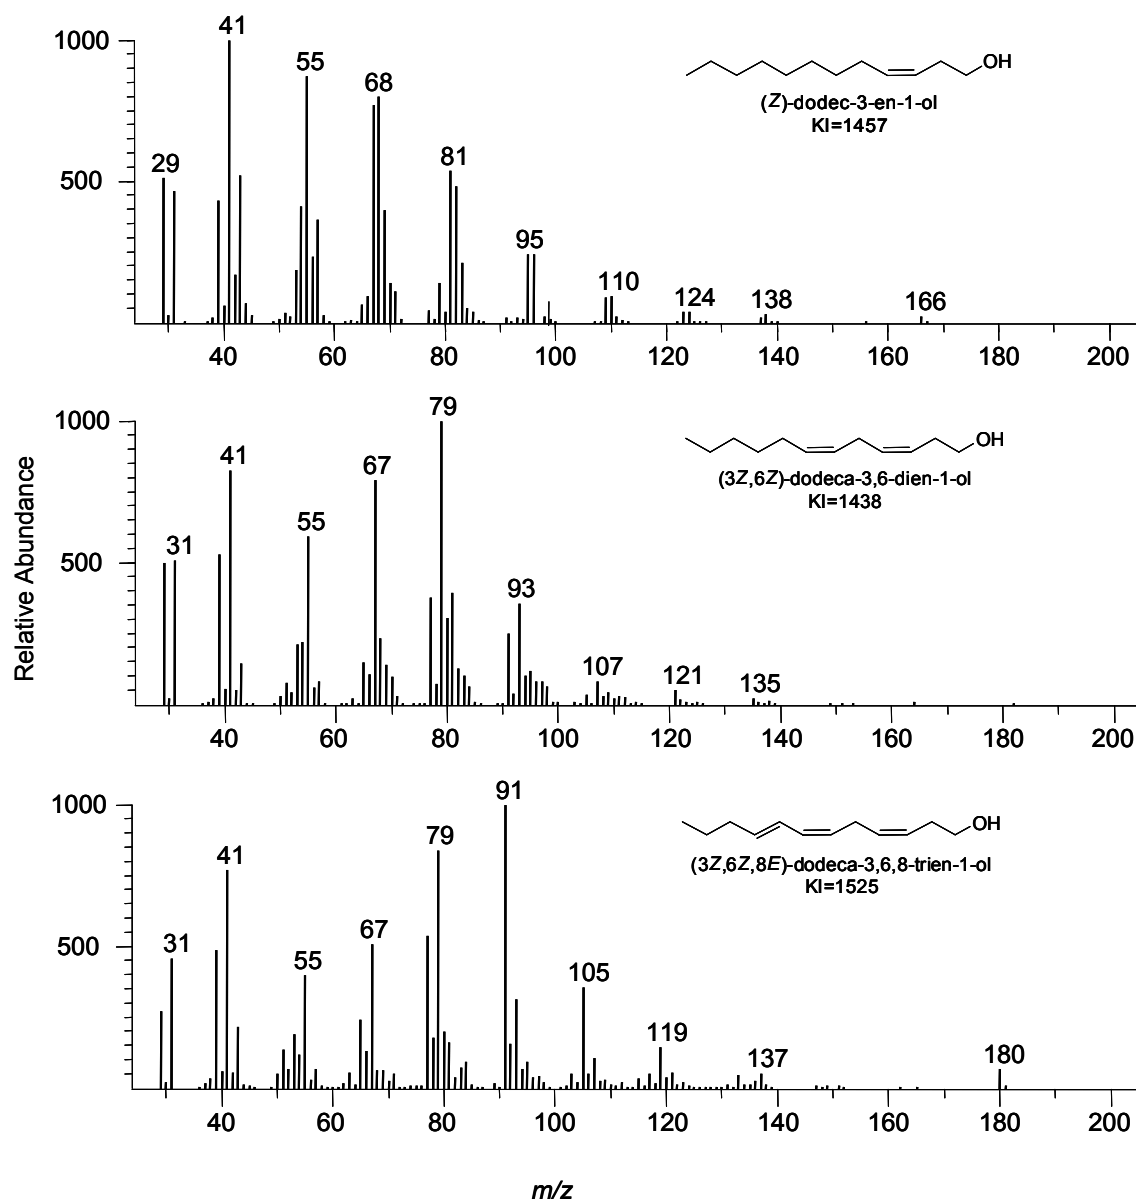 1000
500
29
41
55
68
81
95
110
124
138
166
OH
(Z)-dodec-3-en-1-ol
KI=1457
40 60 80 100 120 140 160 180 200
Relative Abundance
1000
500
31
41
55
67
79
93
107
121
135
OH
(3Z,6Z)-dodeca-3,6-dien-1-ol
KI=1438
40 60 80 100 120 140 160 180 200
1000
500
31
41
55
67
79
91
105
119
137
180
OH
(3Z,6Z,8E)-dodeca-3,6,8-trien-1-ol
KI=1525
40 60 80 100 120 140 160 180 200
m/z